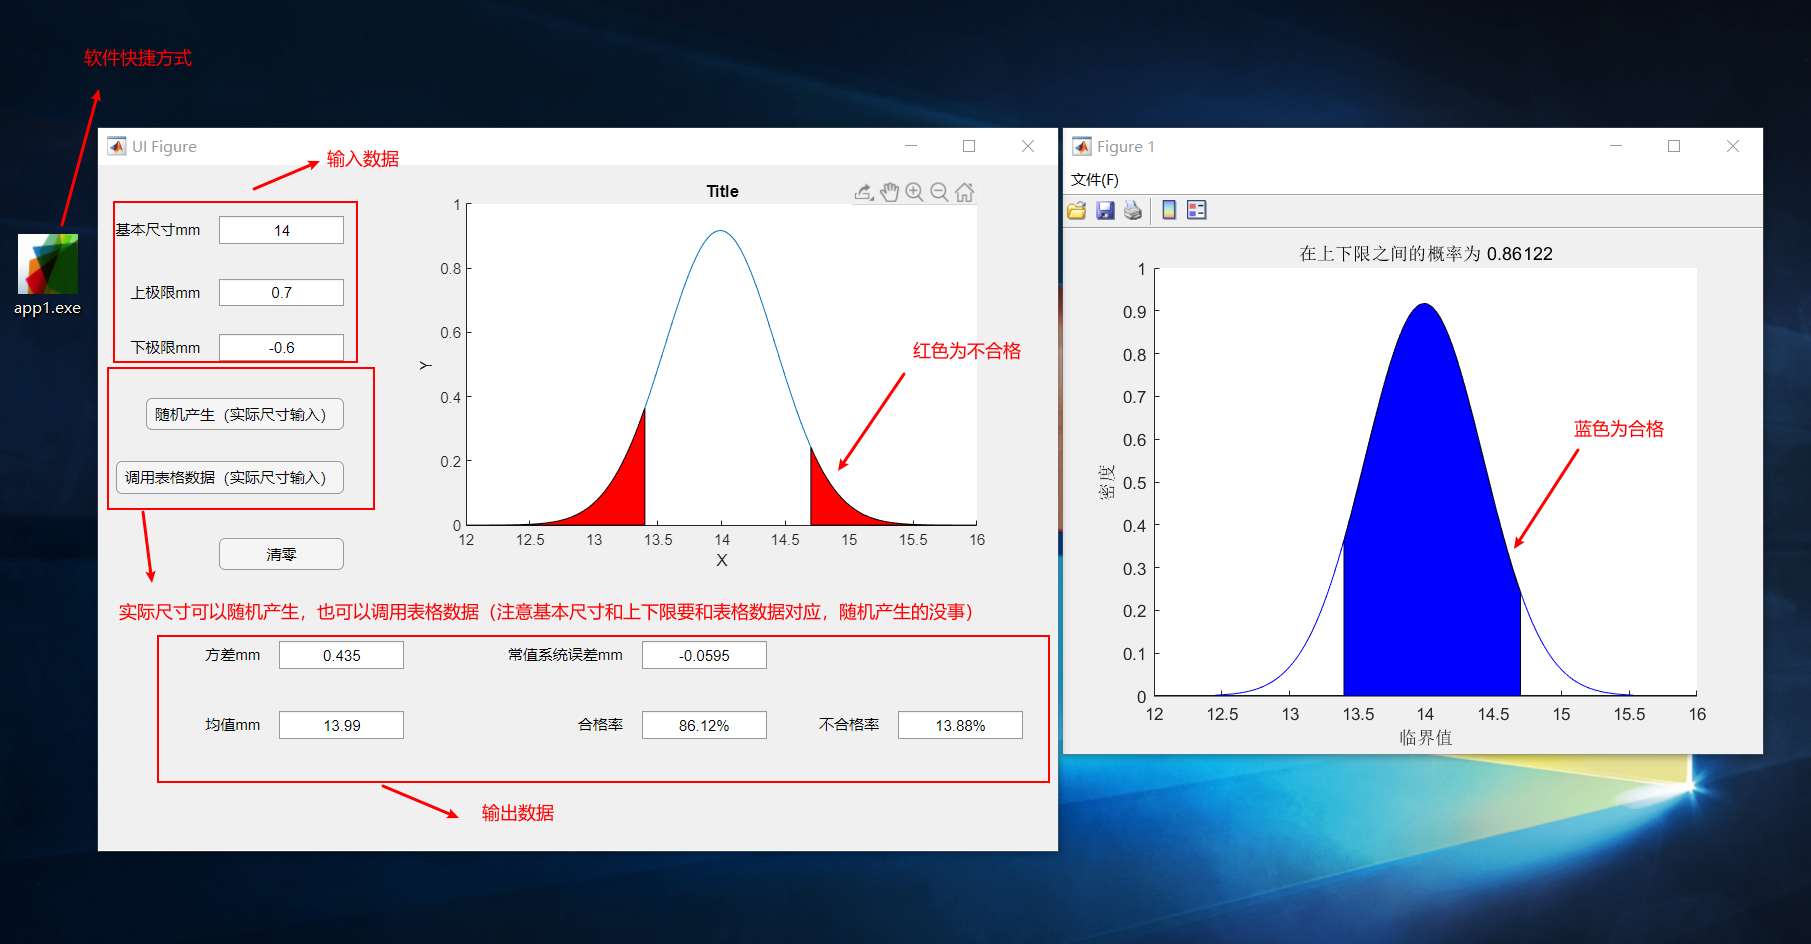 软件快捷方式
app1.exe
UI Figure
输入数据
基本尺寸mm
14
上极限mm
0.7
下极限mm
-0.6
随机产生（实际尺寸输入）
调用表格数据（实际尺寸输入）
清零
Title
1
0.8
0.6
0.4
0.2
0
Y
12
12.5
13
13.5
14
14.5
15
15.5
16
X
红色为不合格
实际尺寸可以随机产生，也可以调用表格数据（注意基本尺寸和上下限要和表格数据对应，随机产生的没事）
方差mm
0.435
常值系统误差mm
-0.0595
均值mm
13.99
合格率
86.12%
不合格率
13.88%
输出数据
Figure 1
文件(F)
在上下限之间的概率为 0.86122
1
0.9
0.8
0.7
0.6
0.5
0.4
0.3
0.2
0.1
0
密度
12
12.5
13
13.5
14
14.5
15
15.5
16
临界值
蓝色为合格